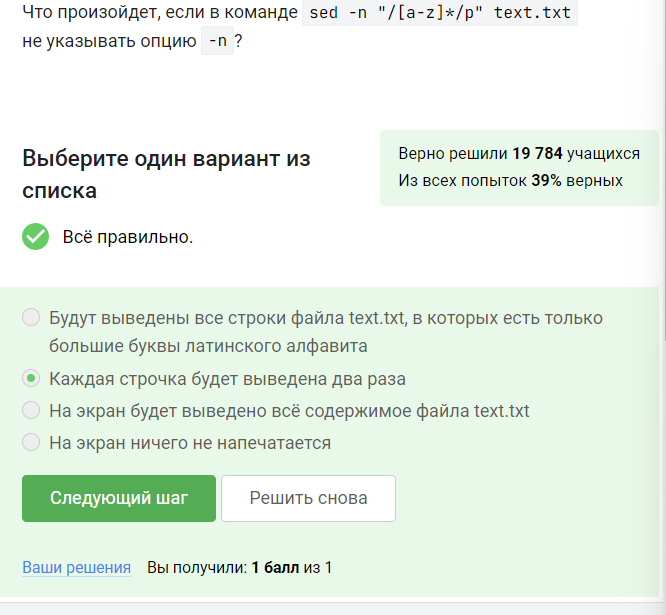 Что произойдет, если в команде sed -n "/[a-z]*/p" text.txt
не указывать опцию -n ?
Выберите один вариант из
списка
Верно решили 19 784 учащихся
Из всех попыток 39% верных
Всё правильно.
Будут выведены все строки файла text.txt, в которых есть только
большие буквы латинского алфавита
Каждая строчка будет выведена два раза
На экран будет выведено всё содержимое файла text.txt
На экран ничего не напечатается
Следующий шаг
Решить снова
Ваши решения Вы получили: 1 балл из 1